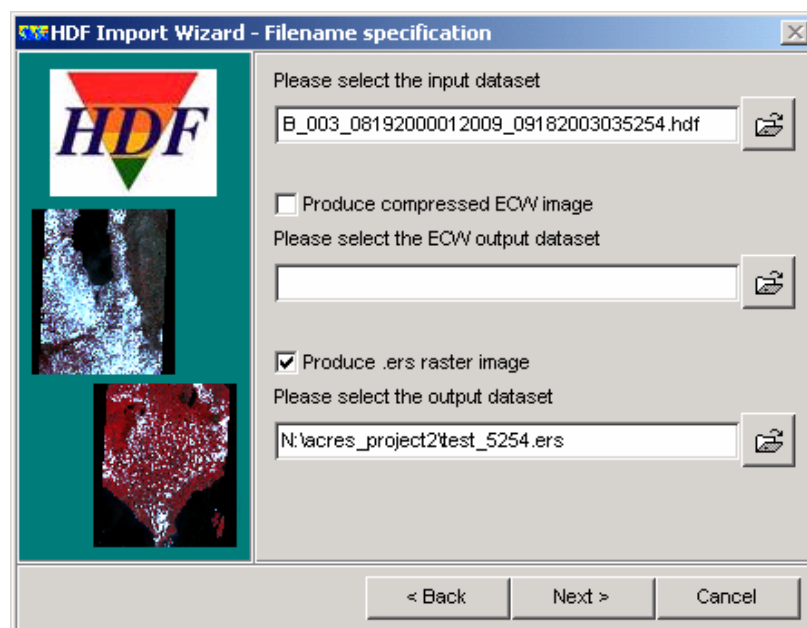 HDF Import Wizard - Filename specification
HDF
Please select the input dataset
B_003_08192000012009_09182003035254.hdf
Produce compressed ECW image
Please select the ECW output dataset
Produce .ers raster image
Please select the output dataset
N:\acres_project2\test_5254.ers
< Back
Next >
Cancel